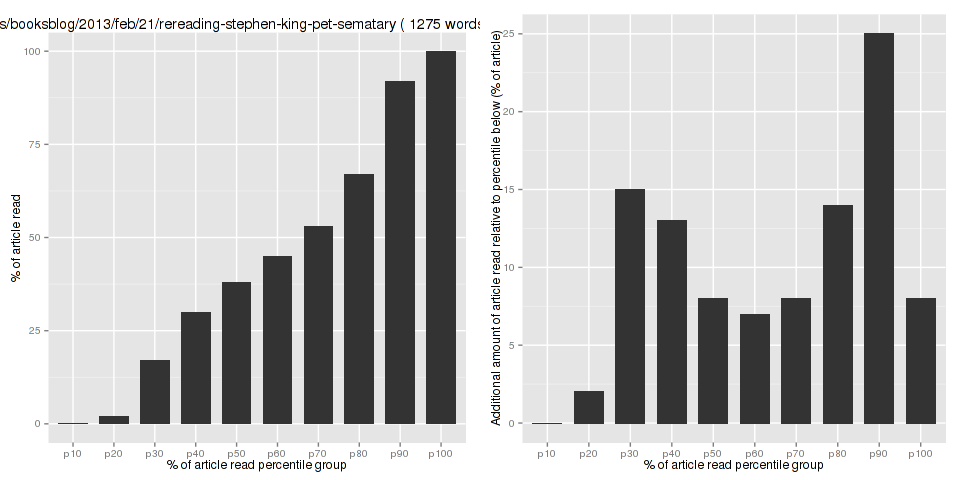 s/booksblog/2013/feb/21/rereading-stephen-king-pet-sematary ( 1275 words
% of article read
100
75
50
25
0
p10 p20 p30 p40 p50 p60 p70 p80 p90 p100
% of article read percentile group
Additional amount of article read relative to percentile below (% of article)
25
20
15
10
5
0
p10 p20 p30 p40 p50 p60 p70 p80 p90 p100
% of article read percentile group